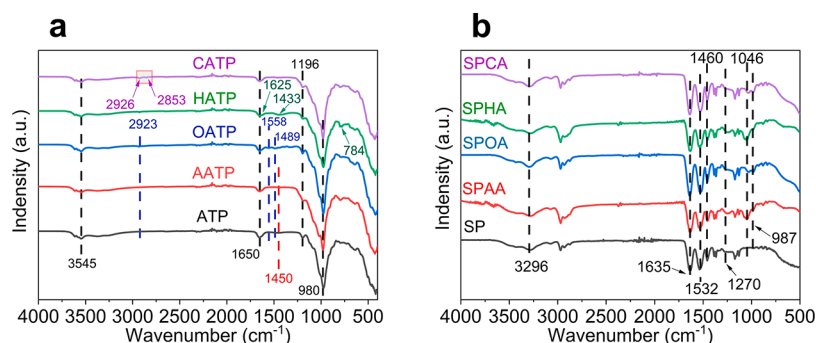 a
CATP
1196
1625
2926
2853
HATP
1433
1558
2923
OATP
1489
784
AATP
ATP
3545
1650
1450
980
4000 3500 3000 2500 2000 1500 1000 500
Wavenumber (cm⁻¹)
Indensity (a.u.)
b
1460 1046
SPCA
SPHA
SPOA
SPAA
SP
987
3296
1635
1270
1532
4000 3500 3000 2500 2000 1500 1000 500
Wavenumber (cm⁻¹)
Indensity (a.u.)